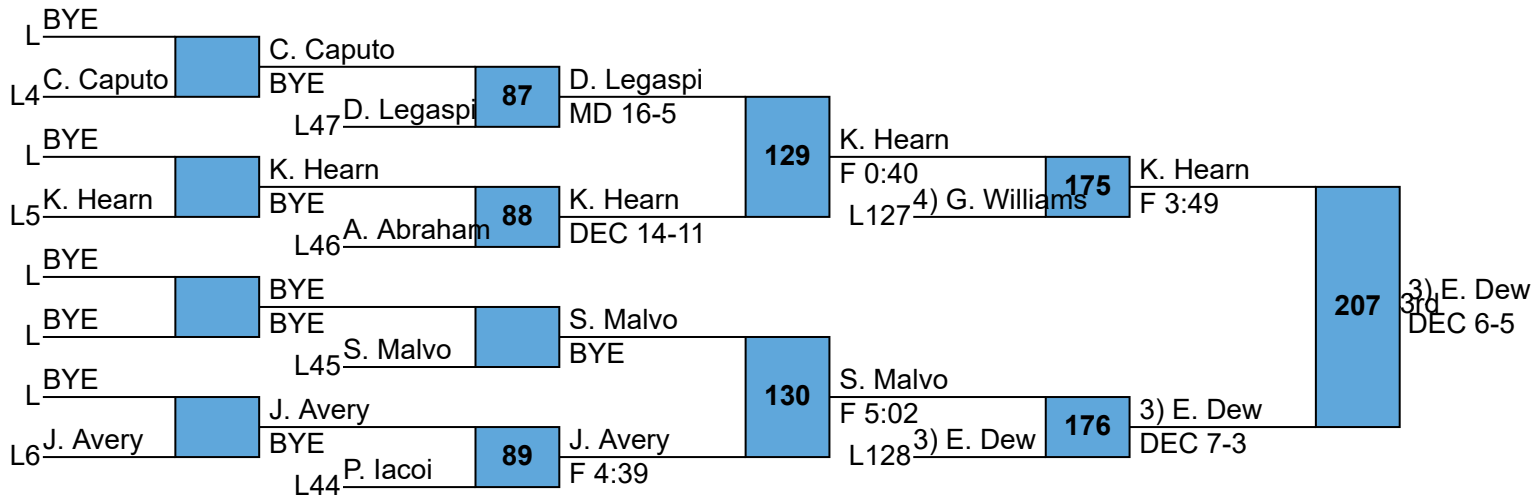 BYE
L
C. Caputo
L4
C. Caputo
BYE
D. Legaspi
L47
87
D. Legaspi
MD 16-5
BYE
L
K. Hearn
L5
K. Hearn
BYE
A. Abraham
L46
88
K. Hearn
DEC 14-11
129
K. Hearn
F 0:40
4) G. Williams
L127
175
K. Hearn
F 3:49
BYE
L
BYE
L
BYE
BYE
S. Malvo
L45
S. Malvo
BYE
BYE
L
J. Avery
L6
J. Avery
BYE
P. Iacoi
L44
89
J. Avery
F 4:39
130
S. Malvo
F 5:02
3) E. Dew
L128
176
3) E. Dew
DEC 7-3
207
3) E. Dew
3rd
DEC 6-5